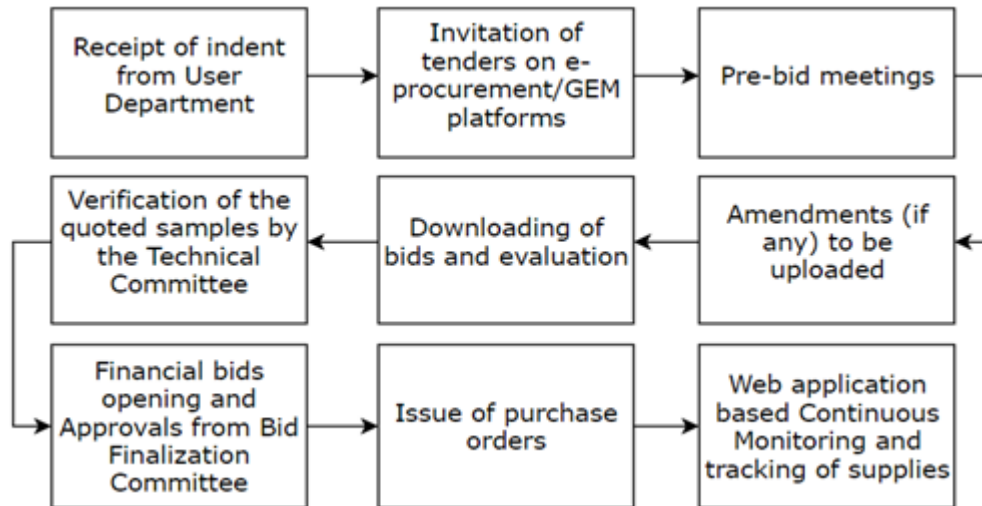 Receipt of indent
from User
Department
Invitation of
tenders on e-
procurement/GEM
platforms
Pre-bid meetings
Amendments (if
any) to be
uploaded
Downloading of
bids and evaluation
Verification of the
quoted samples by
the Technical
Committee
Financial bids
opening and
Approvals from Bid
Finalization
Committee
Issue of purchase
orders
Web application
based Continuous
Monitoring and
tracking of supplies